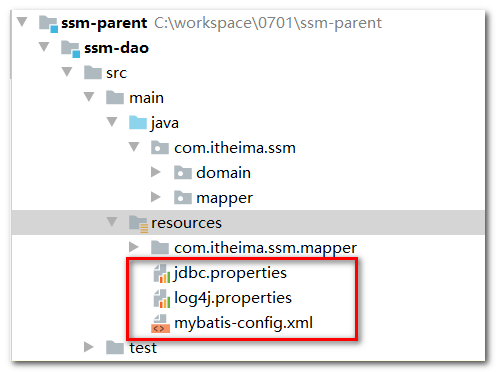 ssm-parent C:\workspace\0701\ssm-parent
ssm-dao
src
main
java
com.itheima.ssm
domain
mapper
resources
com.itheima.ssm.mapper
jdbc.properties
log4j.properties
mybatis-config.xml
test